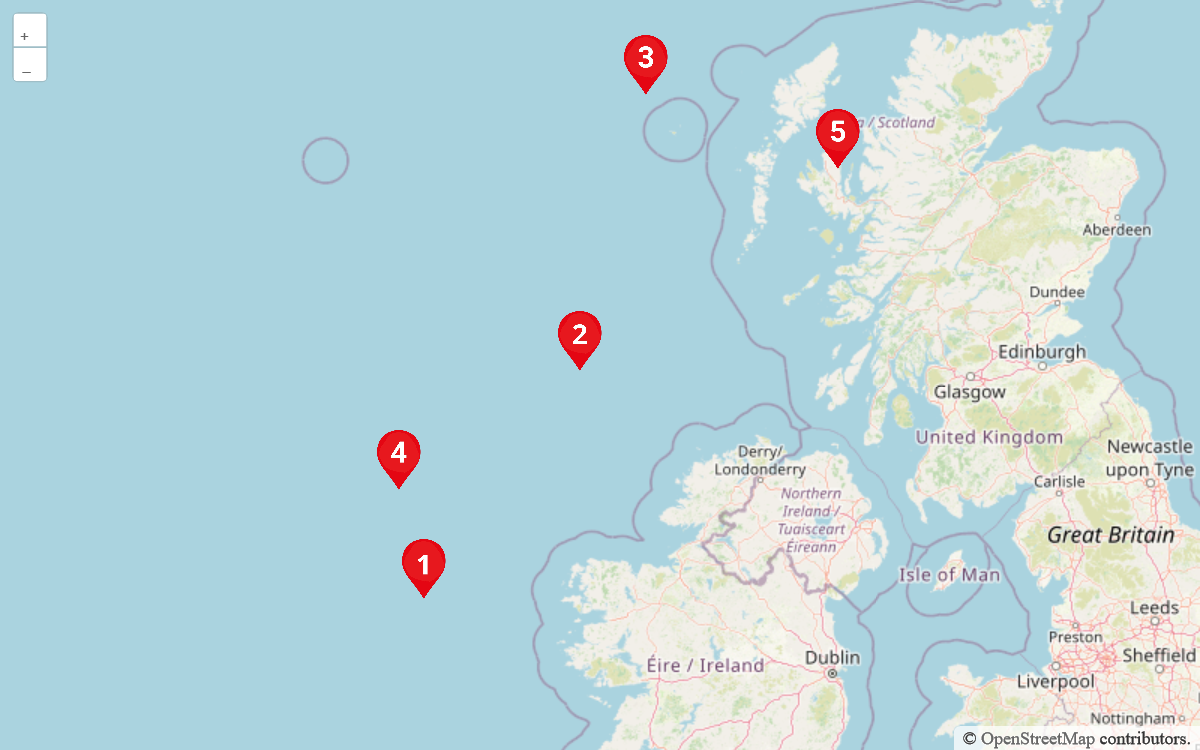 +
3
5
a / Scotland
–
Aberdeen
Dundee
2
Edinburgh
Glasgow
United Kingdom
4
Derry/
Londonderry
Newcastle
upon Tyne
Carlisle
Northern
Ireland /
Tuaisceart
Éireann
Great Britain
1
Isle of Man
Leeds
Preston
Sheffield
Dublin
Éire / Ireland
Liverpool
Nottingham
© OpenStreetMap contributors.